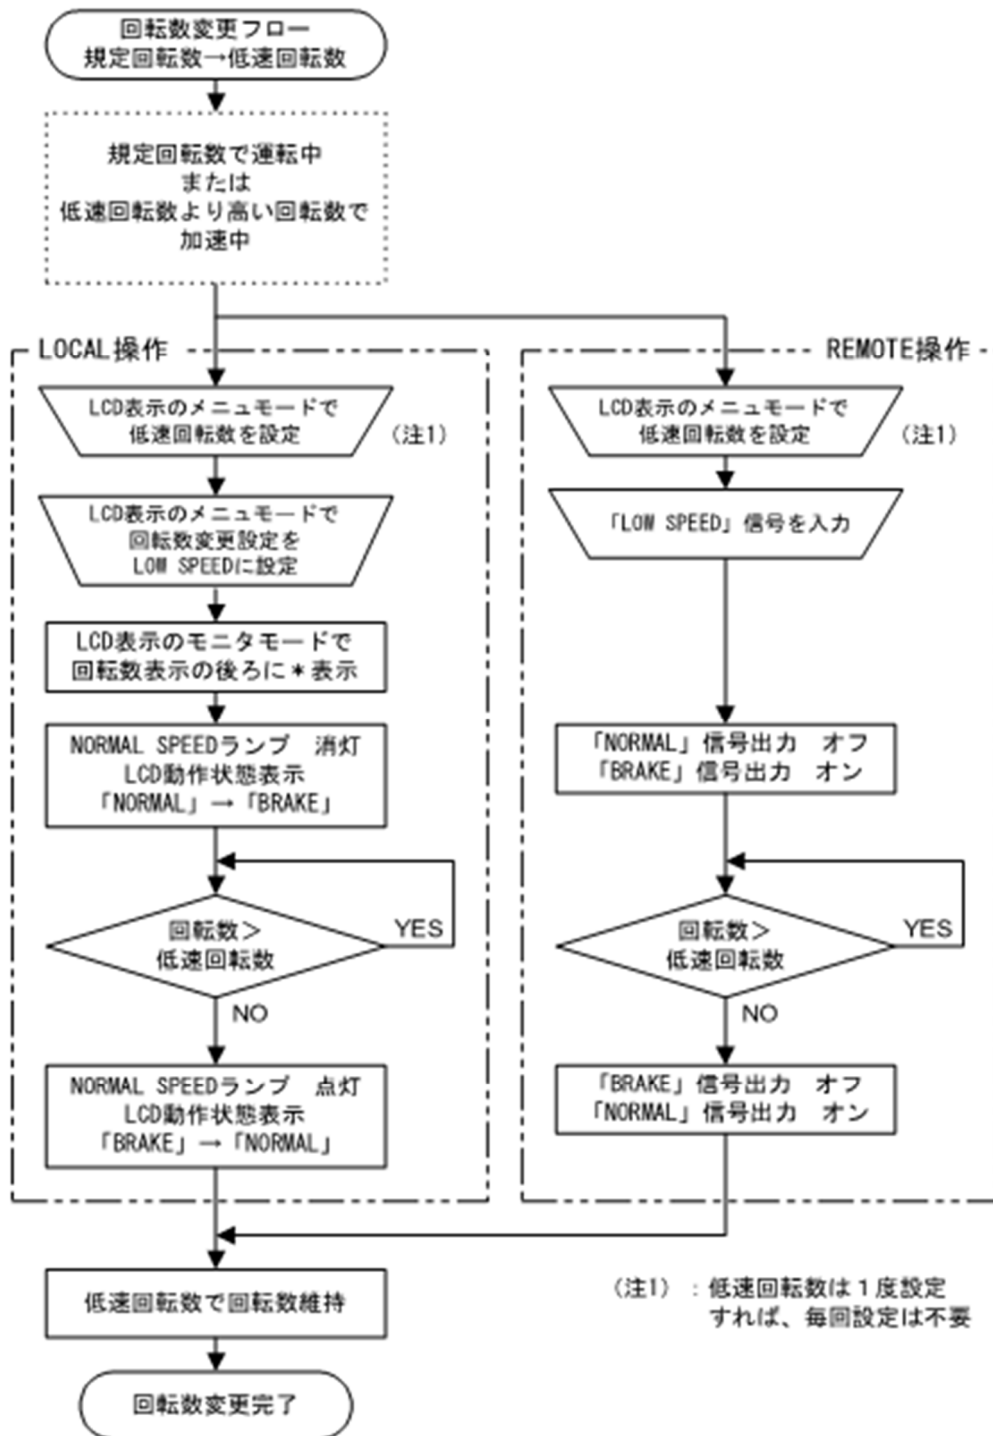 回転数変更フロー
規定回転数→低速回転数
規定回転数で運転中
または
低速回転数より高い回転数で
加速中
LOCAL操作
LCD表示のメニュモードで
低速回転数を設定
(注1)
LCD表示のメニュモードで
回転数変更設定を
LOW SPEEDに設定
LCD表示のモニタモードで
回転数表示の後ろに＊表示
NORMAL SPEEDランプ　消灯
LCD動作状態表示
「NORMAL」→「BRAKE」
回転数＞
低速回転数
YES
NO
NORMAL SPEEDランプ　点灯
LCD動作状態表示
「BRAKE」→「NORMAL」
REMOTE操作
LCD表示のメニュモードで
低速回転数を設定
(注1)
「LOW SPEED」信号を入力
「NORMAL」信号出力　オフ
「BRAKE」信号出力　オン
回転数＞
低速回転数
YES
NO
「BRAKE」信号出力　オフ
「NORMAL」信号出力　オン
低速回転数で回転数維持
回転数変更完了
(注1)：低速回転数は１度設定
すれば、毎回設定は不要